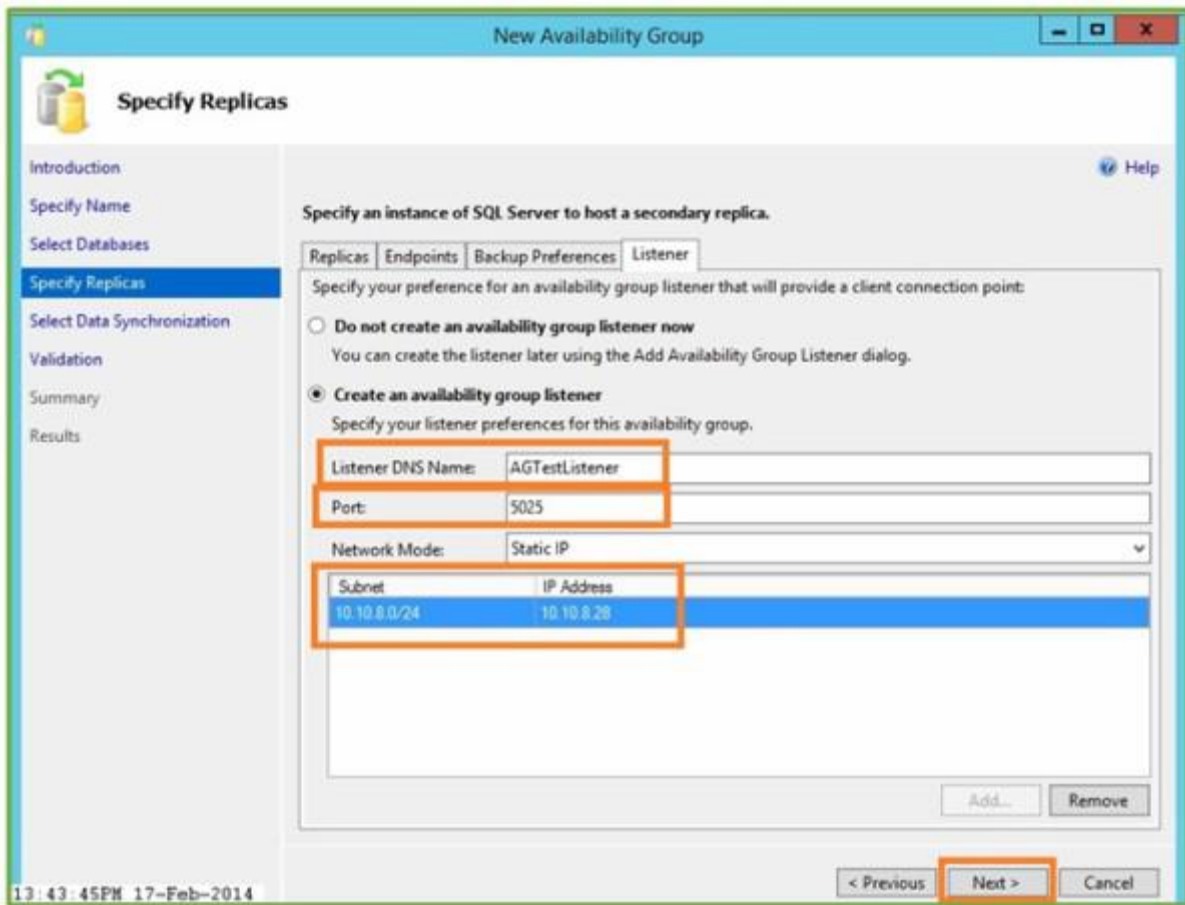 New Availability Group
Specify Replicas
Introduction
Specify Name
Select Databases
Specify Replicas
Select Data Synchronization
Validation
Summary
Results
Help
Specify an instance of SQL Server to host a secondary replica.
Replicas Endpoints Backup Preferences Listener
Specify your preference for an availability group listener that will provide a client connection point:
Do not create an availability group listener now
You can create the listener later using the Add Availability Group Listener dialog.
Create an availability group listener
Specify your listener preferences for this availability group.
Listener DNS Name: AGTestListener
Port: 5025
Network Mode: Static IP
Subnet IP Address
10.10.8.0/24 10.10.8.28
Add... Remove
< Previous Next > Cancel
13:43:45PM 17-Feb-2014